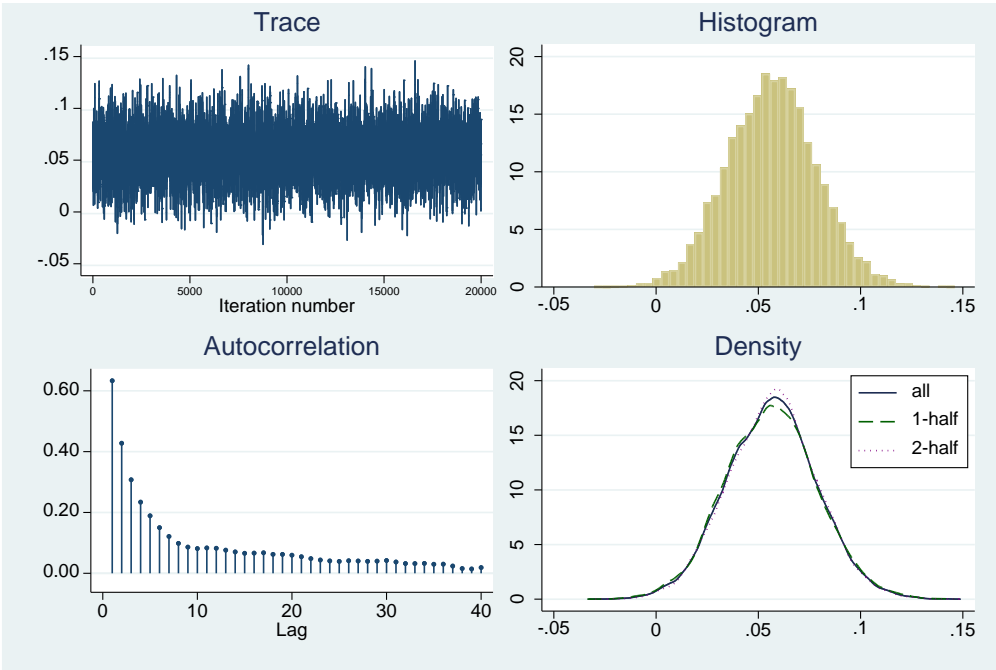 Trace
.15
.1
.05
0
-.05
0 5000 10000 15000 20000
Iteration number
Histogram
20
15
10
5
0
-.05 0 .05 .1 .15
Autocorrelation
0.60
0.40
0.20
0.00
0 10 20 30 40
Lag
Density
20
15
10
5
0
all
1-half
2-half
-.05 0 .05 .1 .15